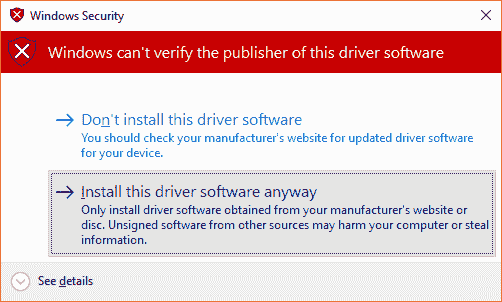 Windows Security
Windows can't verify the publisher of this driver software
Don't install this driver software
You should check your manufacturer's website for updated driver software
for your device.
Install this driver software anyway
Only install driver software obtained from your manufacturer's website or
disc. Unsigned software from other sources may harm your computer or steal
information.
See details